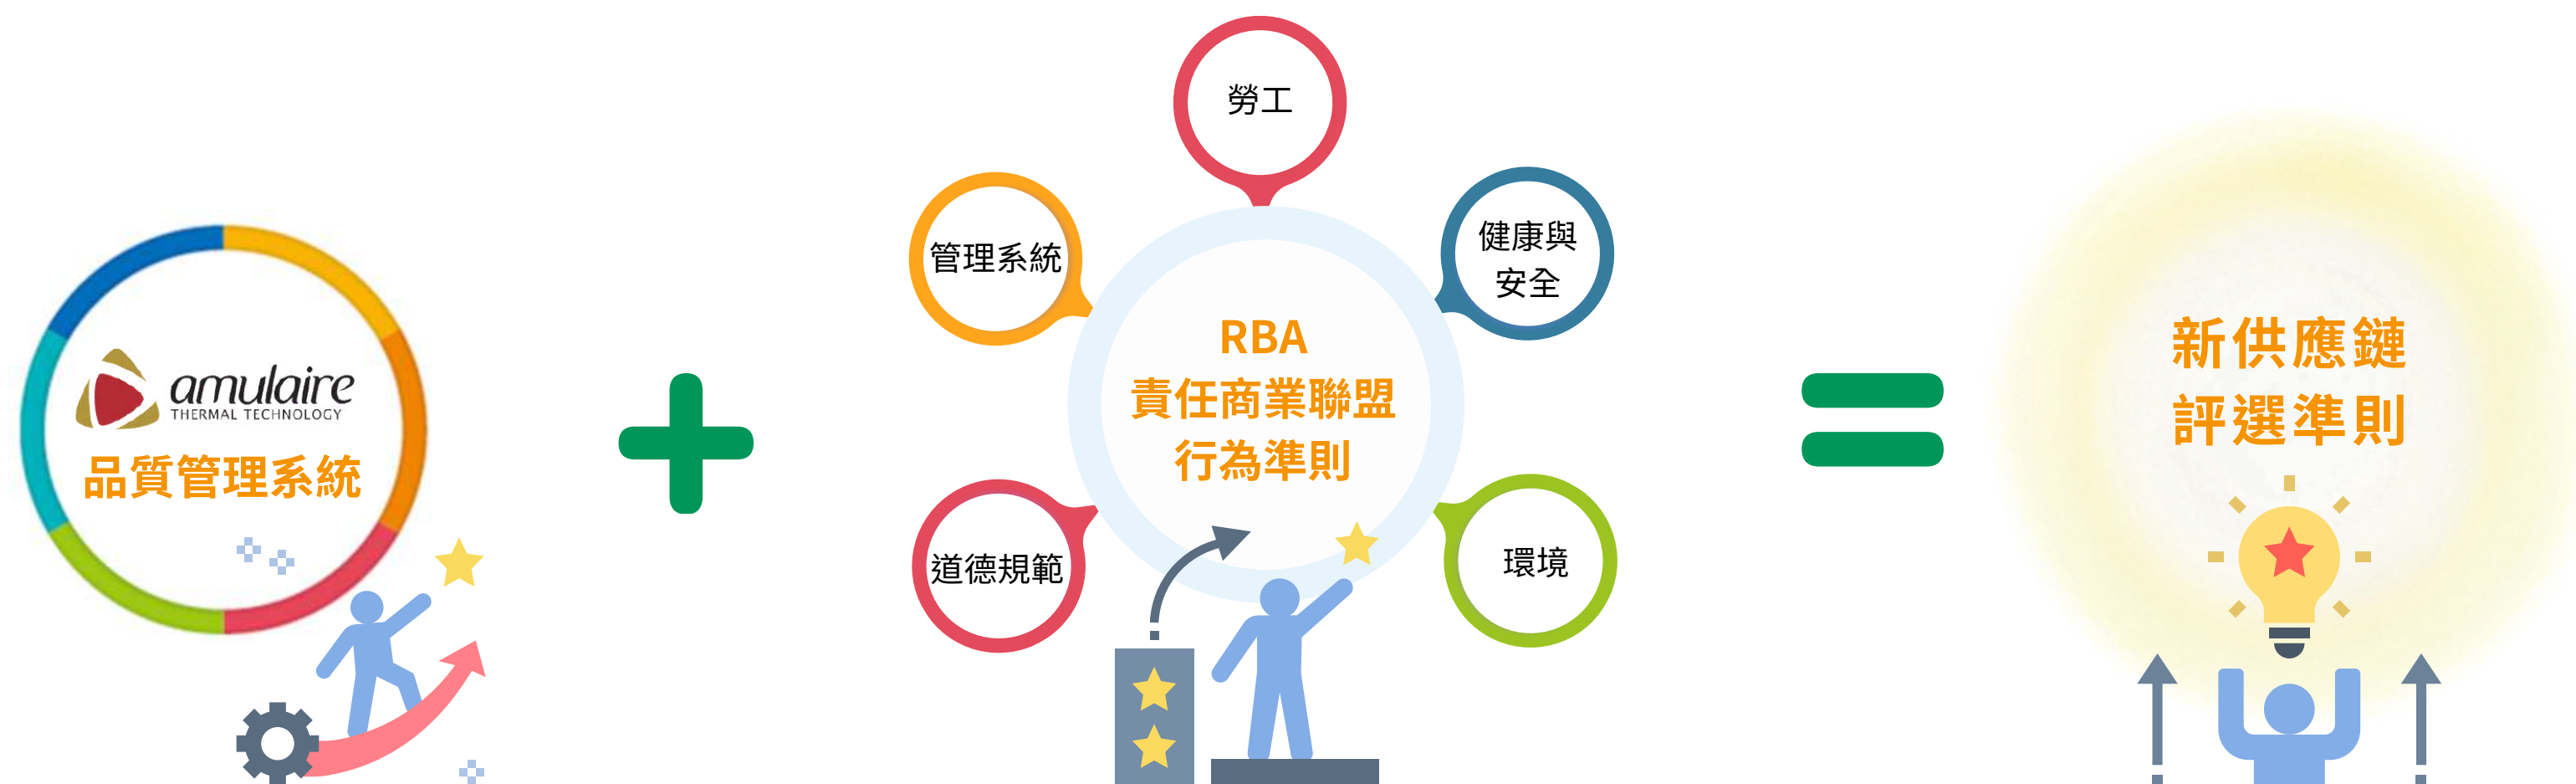 amulaire
THERMAL TECHNOLOGY
品質管理系統
勞工
管理系統
健康與
安全
RBA
責任商業聯盟
行為準則
道德規範
環境
新供應鏈
評選準則